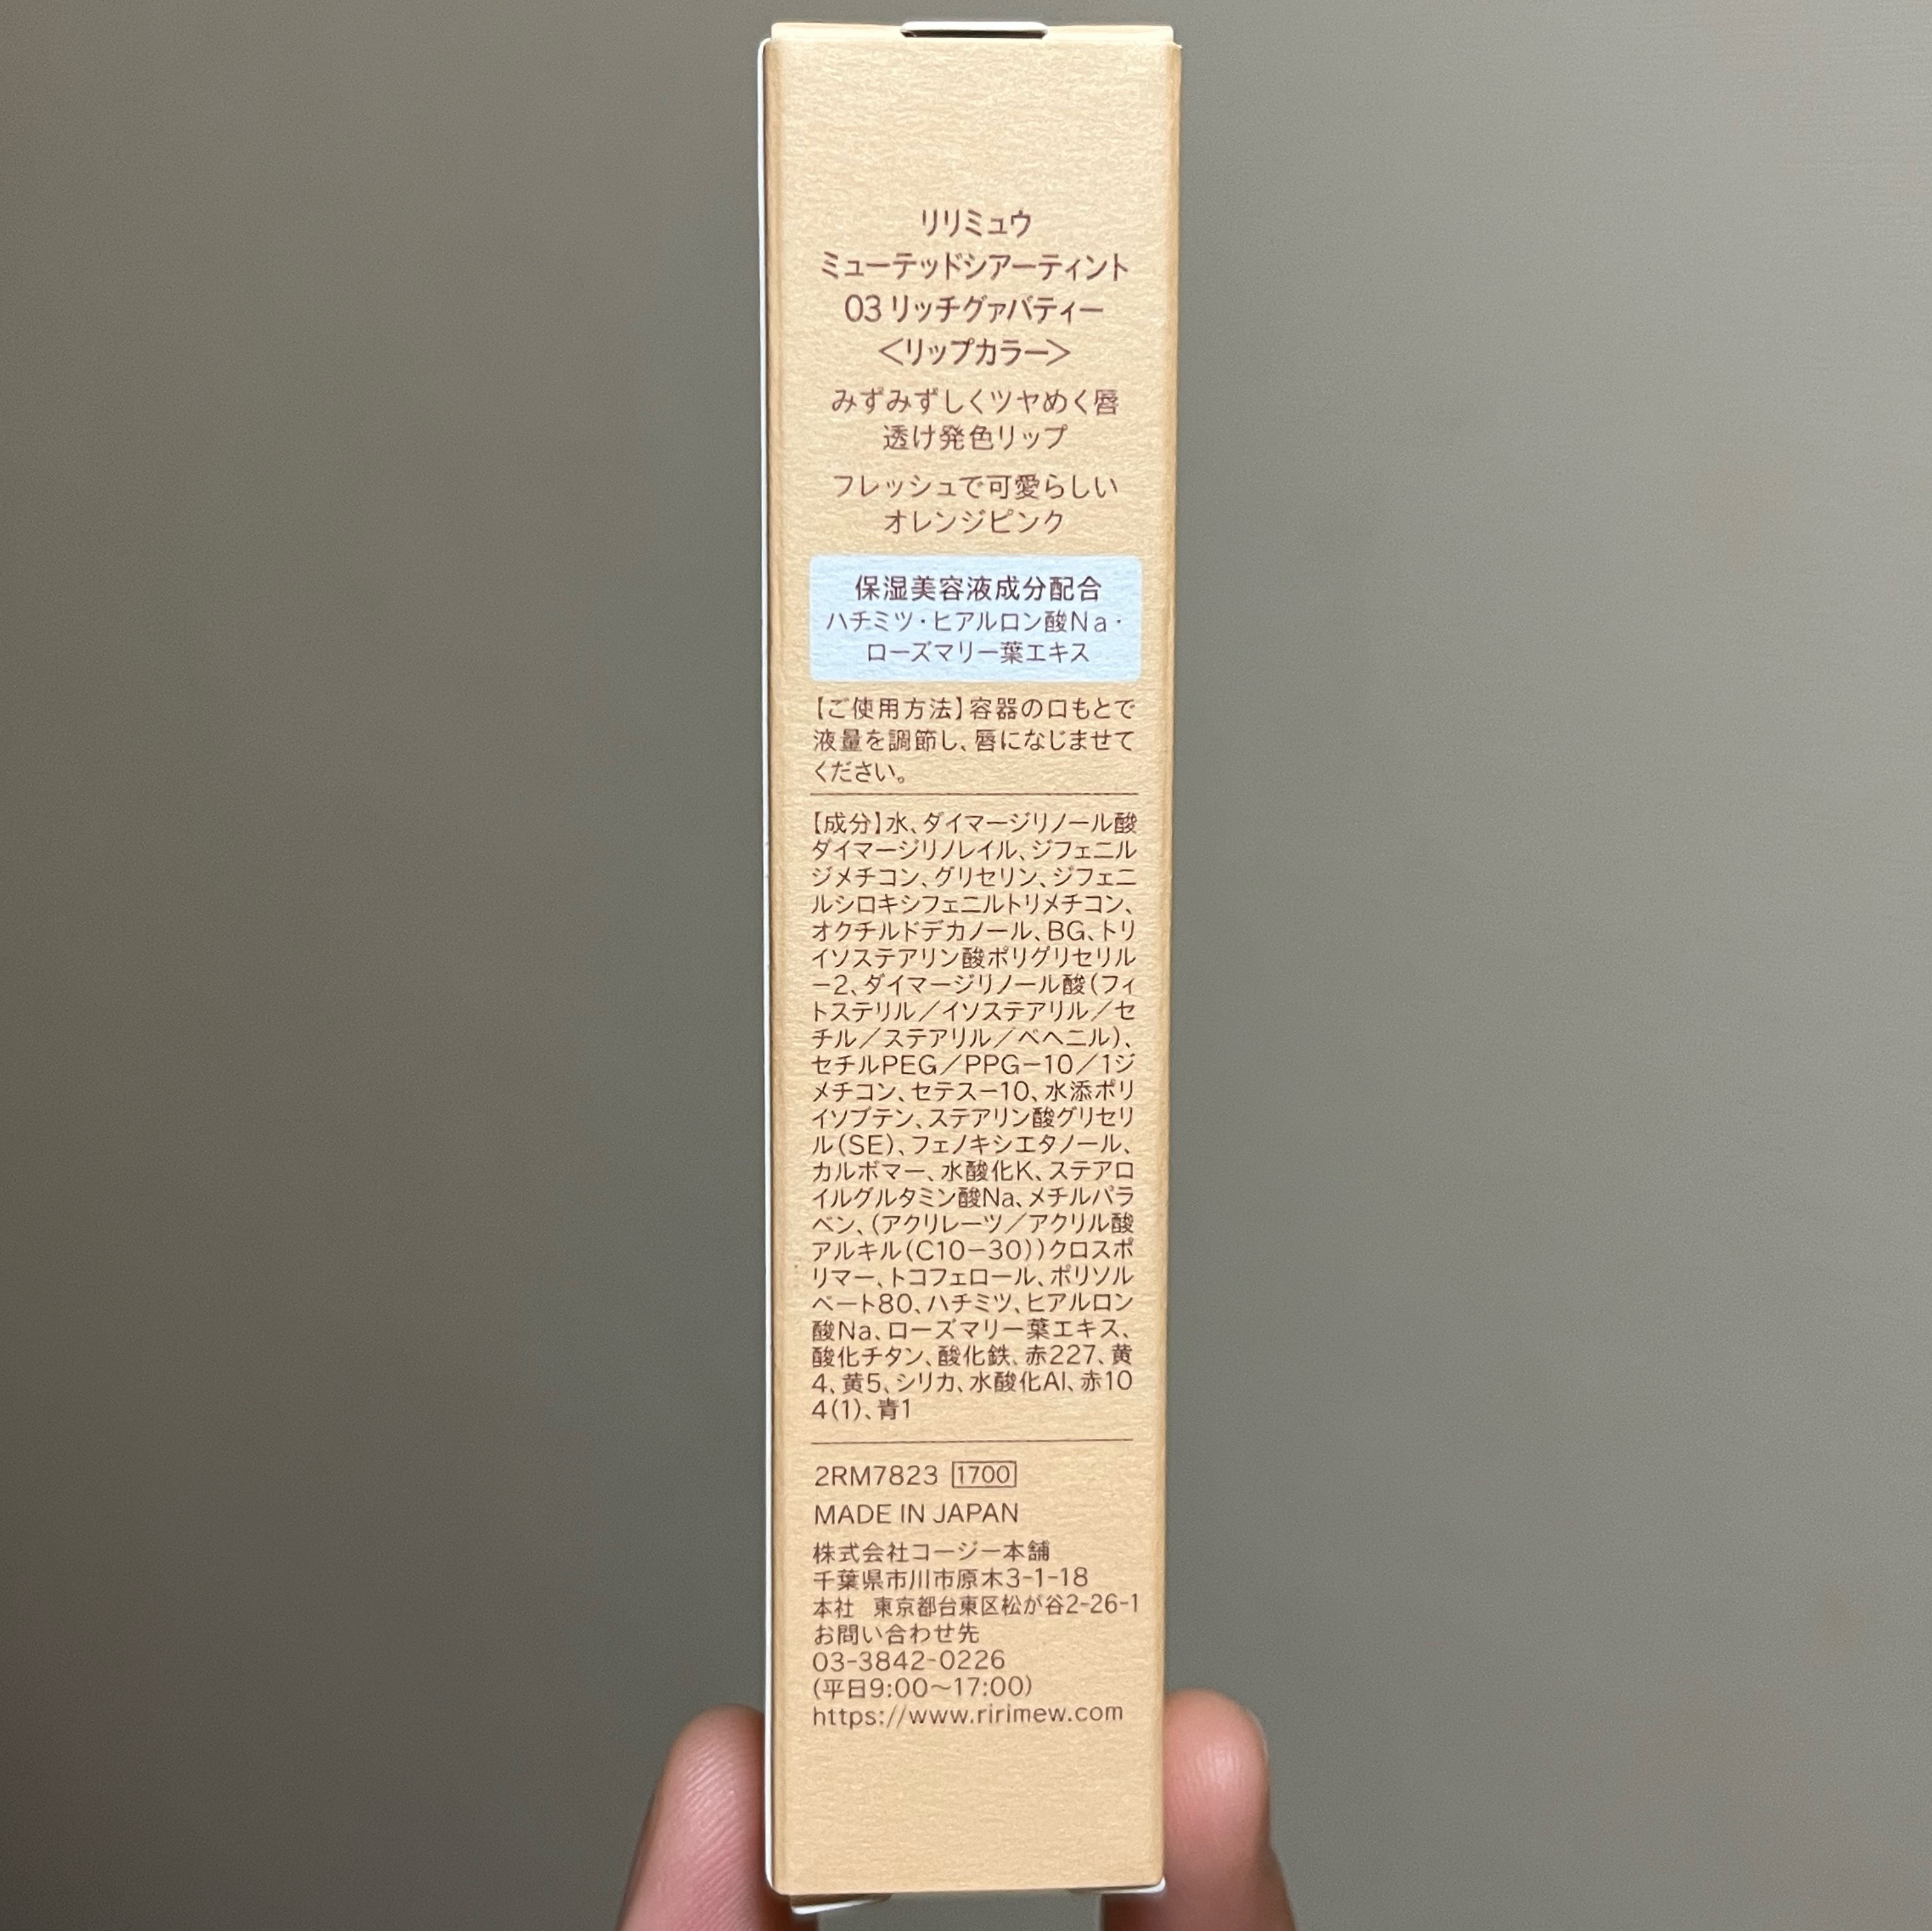 リリミュウ
ミューテッドシアーティント
03 リッチグァバティー
＜リップカラー＞
みずみずしくツヤめく唇
透け発色リップ
フレッシュで可愛らしい
オレンジピンク
保湿美容液成分配合
ハチミツ・ヒアルロン酸Ｎａ・
ローズマリー葉エキス
【ご使用方法】容器の口もとで
液量を調節し、唇になじませて
ください。
【成分】水、ダイマージリノール酸
ダイマージリノレイル、ジフェニル
ジメチコン、グリセリン、ジフェニ
ルシロキシフェニルトリメチコン、
オクチルドデカノール、BG、トリ
イソステアリン酸ポリグリセリル
−2、ダイマージリノール酸(フィ
トステリル／イソステアリル／セ
チル／ステアリル／ベヘニル)、
セチルPEG／PPG−10／1ジ
メチコン、セテス−10、水添ポリ
イソブテン、ステアリン酸グリセリ
ル(SE)、フェノキシエタノール、
カルボマー、水酸化K、ステアロ
イルグルタミン酸Na、メチルパラ
ベン、(アクリレーツ／アクリル酸
アルキル(C10−30))クロスポ
リマー、トコフェロール、ポリソル
ベート80、ハチミツ、ヒアルロン
酸Na、ローズマリー葉エキス、
酸化チタン、酸化鉄、赤227、黄
4、黄5、シリカ、水酸化Al、赤10
4(1)、青1
2RM7823 1700
MADE IN JAPAN
株式会社コージー本舗
千葉県市川市原木3-1-18
本社　東京都台東区松が谷2-26-1
お問い合わせ先
03-3842-0226
(平日9:00〜17:00)
https://www.ririmew.com